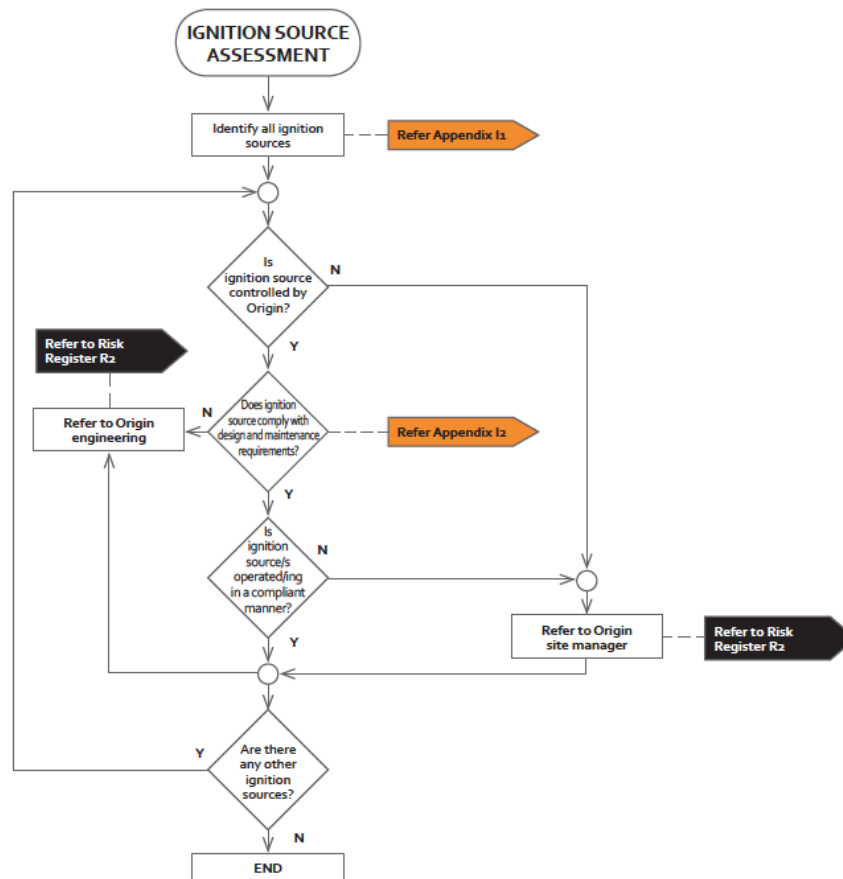 IGNITION SOURCE
ASSESSMENT
Identify all ignition
sources
Refer Appendix I1
Is
ignition source
controlled by
Origin?
N
Y
Refer to Risk
Register R2
Does ignition
source comply with
design and maintenance
requirements?
N
Refer to Origin
engineering
Refer Appendix I2
Y
Is
ignition
source/s
operated/ing
in a compliant
manner?
N
Y
Refer to Origin
site manager
Refer to Risk
Register R2
Are there
any other
ignition
sources?
Y
N
END